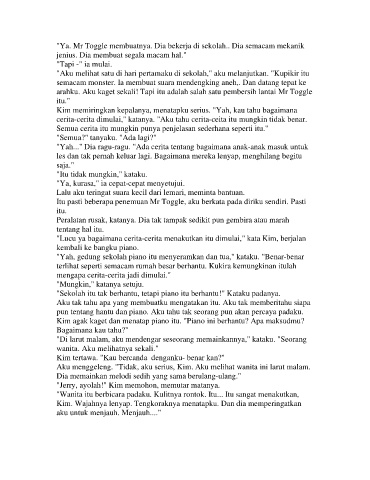 "Ya. Mr Toggle membuatnya. Dia bekerja di sekolah.. Dia semacam mekanik
jenius. Dia membuat segala macam hal."
"Tapi -" ia mulai.
"Aku melihat satu di hari pertamaku di sekolah," aku melanjutkan. "Kupikir itu
semacam monster. Ia membuat suara mendengking aneh.. Dan datang tepat ke
arahku. Aku kaget sekali! Tapi itu adalah salah satu pembersih lantai Mr Toggle
itu."
Kim memiringkan kepalanya, menatapku serius. "Yah, kau tahu bagaimana
cerita-cerita dimulai," katanya. "Aku tahu cerita-ceita itu mungkin tidak benar.
Semua cerita itu mungkin punya penjelasan sederhana seperti itu."
"Semua?" tanyaku. "Ada lagi?"
"Yah..." Dia ragu-ragu. "Ada cerita tentang bagaimana anak-anak masuk untuk
les dan tak pernah keluar lagi. Bagaimana mereka lenyap, menghilang begitu
saja."
"Itu tidak mungkin," kataku.
"Ya, kurasa," ia cepat-cepat menyetujui.
Lalu aku teringat suara kecil dari lemari, meminta bantuan.
Itu pasti beberapa penemuan Mr Toggle, aku berkata pada diriku sendiri. Pasti
itu.
Peralatan rusak, katanya. Dia tak tampak sedikit pun gembira atau marah
tentang hal itu.
"Lucu ya bagaimana cerita-cerita menakutkan itu dimulai," kata Kim, berjalan
kembali ke bangku piano.
"Yah, gedung sekolah piano itu menyeramkan dan tua," kataku. "Benar-benar
terlihat seperti semacam rumah besar berhantu. Kukira kemungkinan itulah
mengapa cerita-cerita jadi dimulai."
"Mungkin," katanya setuju.
"Sekolah itu tak berhantu, tetapi piano itu berhantu!" Kataku padanya.
Aku tak tahu apa yang membuatku mengatakan itu. Aku tak memberitahu siapa
pun tentang hantu dan piano. Aku tahu tak seorang pun akan percaya padaku.
Kim agak kaget dan menatap piano itu. "Piano ini berhantu? Apa maksudmu?
Bagaimana kau tahu?"
"Di larut malam, aku mendengar seseorang memainkannya," kataku. "Seorang
wanita. Aku melihatnya sekali."
Kim tertawa. "Kau bercanda  denganku- benar kan?"
Aku menggeleng. "Tidak, aku serius, Kim. Aku melihat wanita ini larut malam.
Dia memainkan melodi sedih yang sama berulang-ulang."
"Jerry, ayolah!" Kim memohon, memutar matanya.
"Wanita itu berbicara padaku. Kulitnya rontok. Itu... Itu sangat menakutkan,
Kim. Wajahnya lenyap. Tengkoraknya menatapku. Dan dia memperingatkan
aku untuk menjauh. Menjauh...."